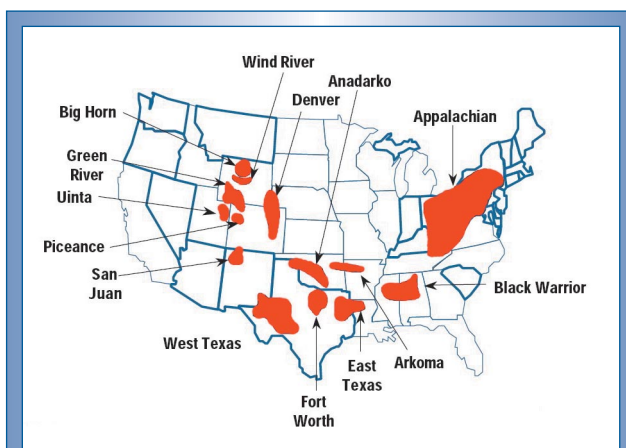 Wind River
Anadarko
Denver
Big Horn
Appalachian
Green
River
Uinta
Piceance
San
Juan
Black Warrior
West Texas
Arkoma
East
Texas
Fort
Worth